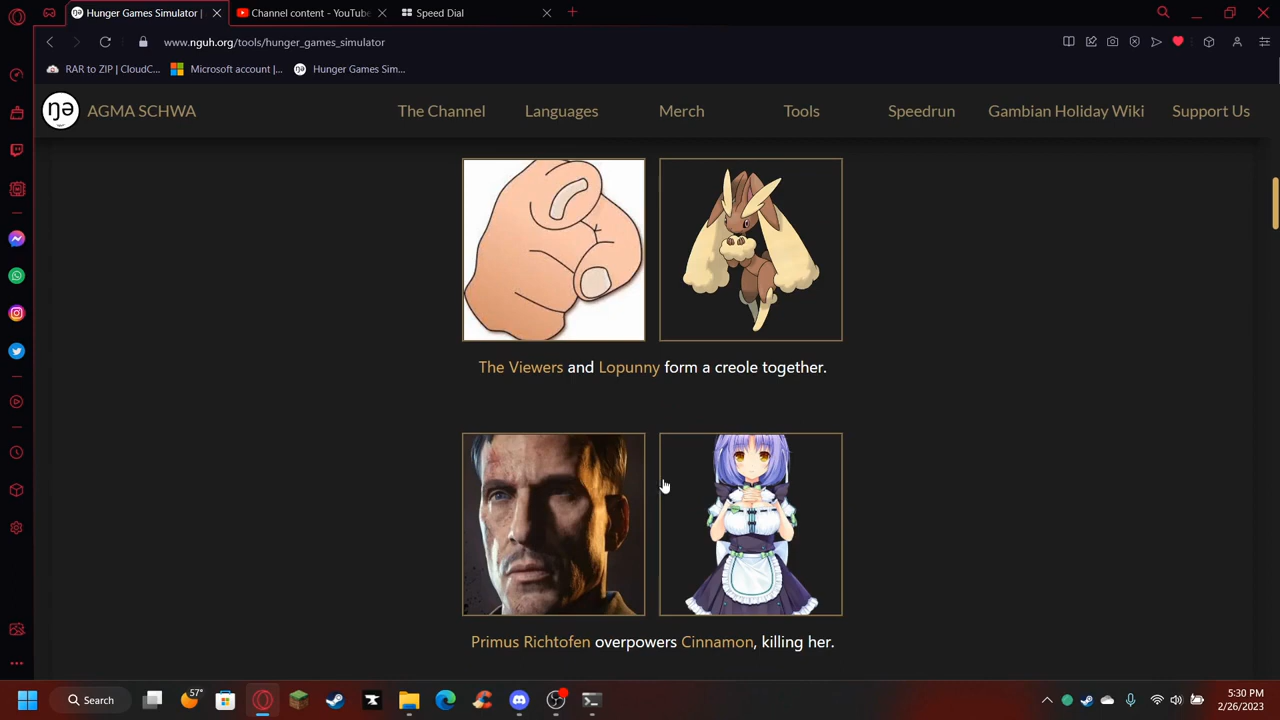 Hunger Games Simulator |
Channel content - YouTube
Speed Dial
www.nguh.org/tools/hunger_games_simulator
RAR to ZIP | CloudC...
Microsoft account |...
Hunger Games Sim...
ŋə
AGMA SCHWA
The Channel
Languages
Merch
Tools
Speedrun
Gambian Holiday Wiki
Support Us
The Viewers and Lopunny form a creole together.
Primus Richtofen overpowers Cinnamon, killing her.
Search
57°
5:30 PM
2/26/2023